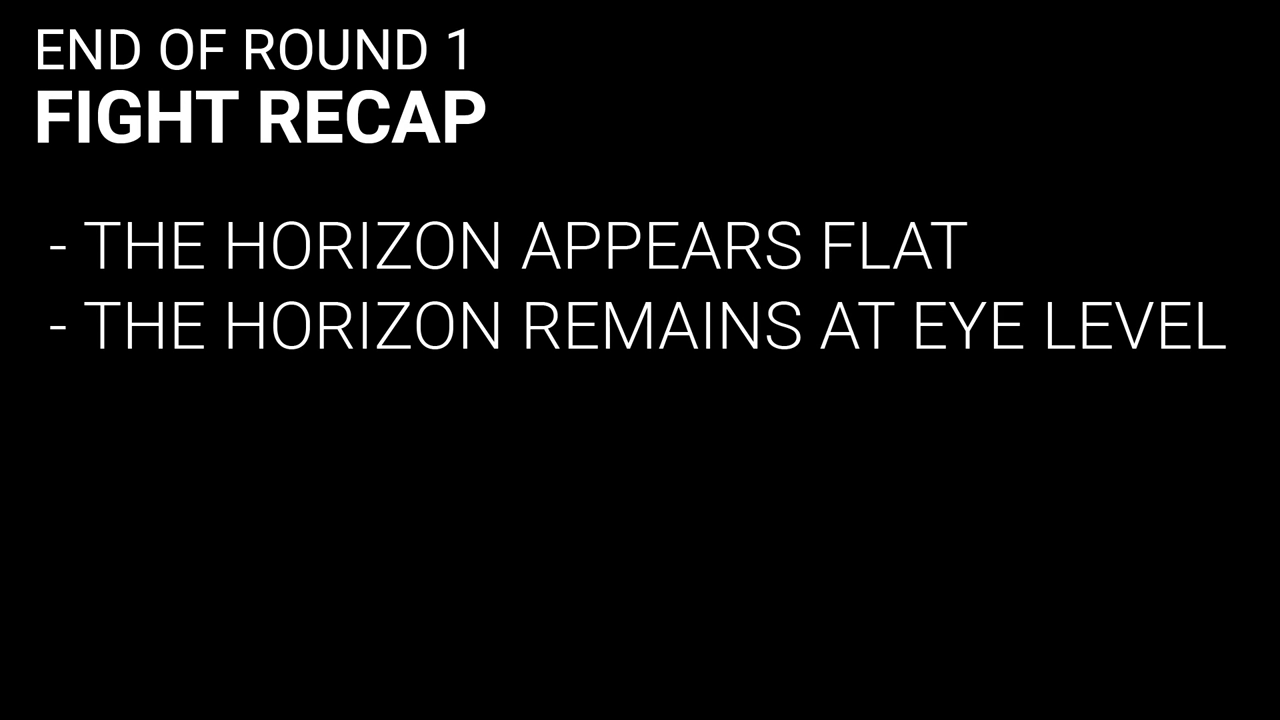 END OF ROUND 1
FIGHT RECAP
- THE HORIZON APPEARS FLAT
- THE HORIZON REMAINS AT EYE LEVEL